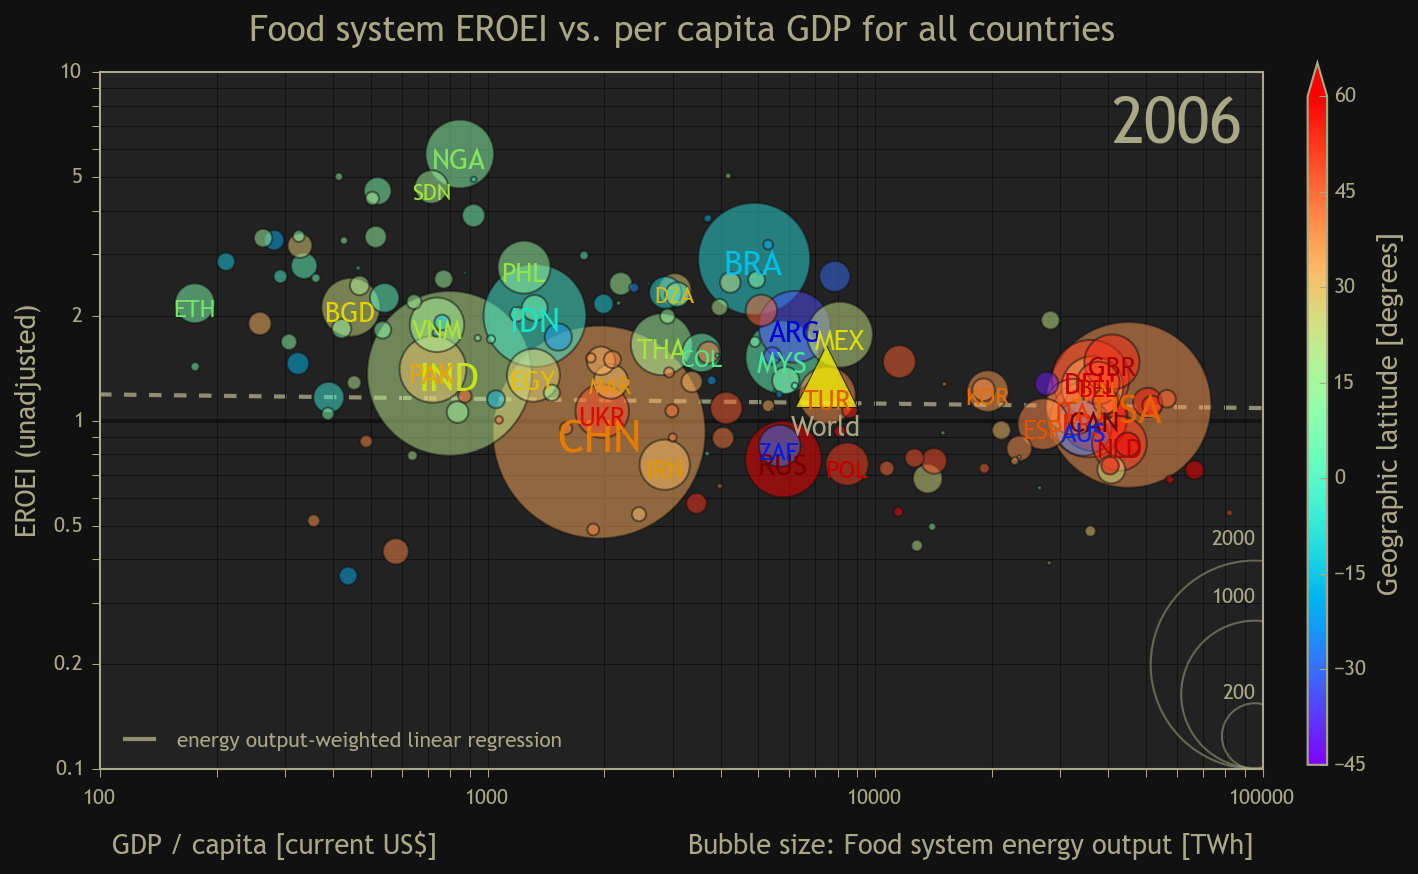 Food system EROEI vs. per capita GDP for all countries
2006
10
5
2
1
0.5
0.2
0.1
EROEI (unadjusted)
NGA
SDN
BRA
PHL
DZA
ETH
BGD
IDN
VNM
ARG
MEX
THA
COL
MYS
PAK
IND
EGY
MAR
TUR
KOR
GBR
DEU
BEL
USA
UKR
CHN
World
ESP
CAN
AUS
ZAF
RUS
IRN
POL
NLD
2000
1000
200
energy output-weighted linear regression
100
1000
10000
100000
GDP / capita [current US$]
Bubble size: Food system energy output [TWh]
60
45
30
15
0
−15
−30
−45
Geographic latitude [degrees]